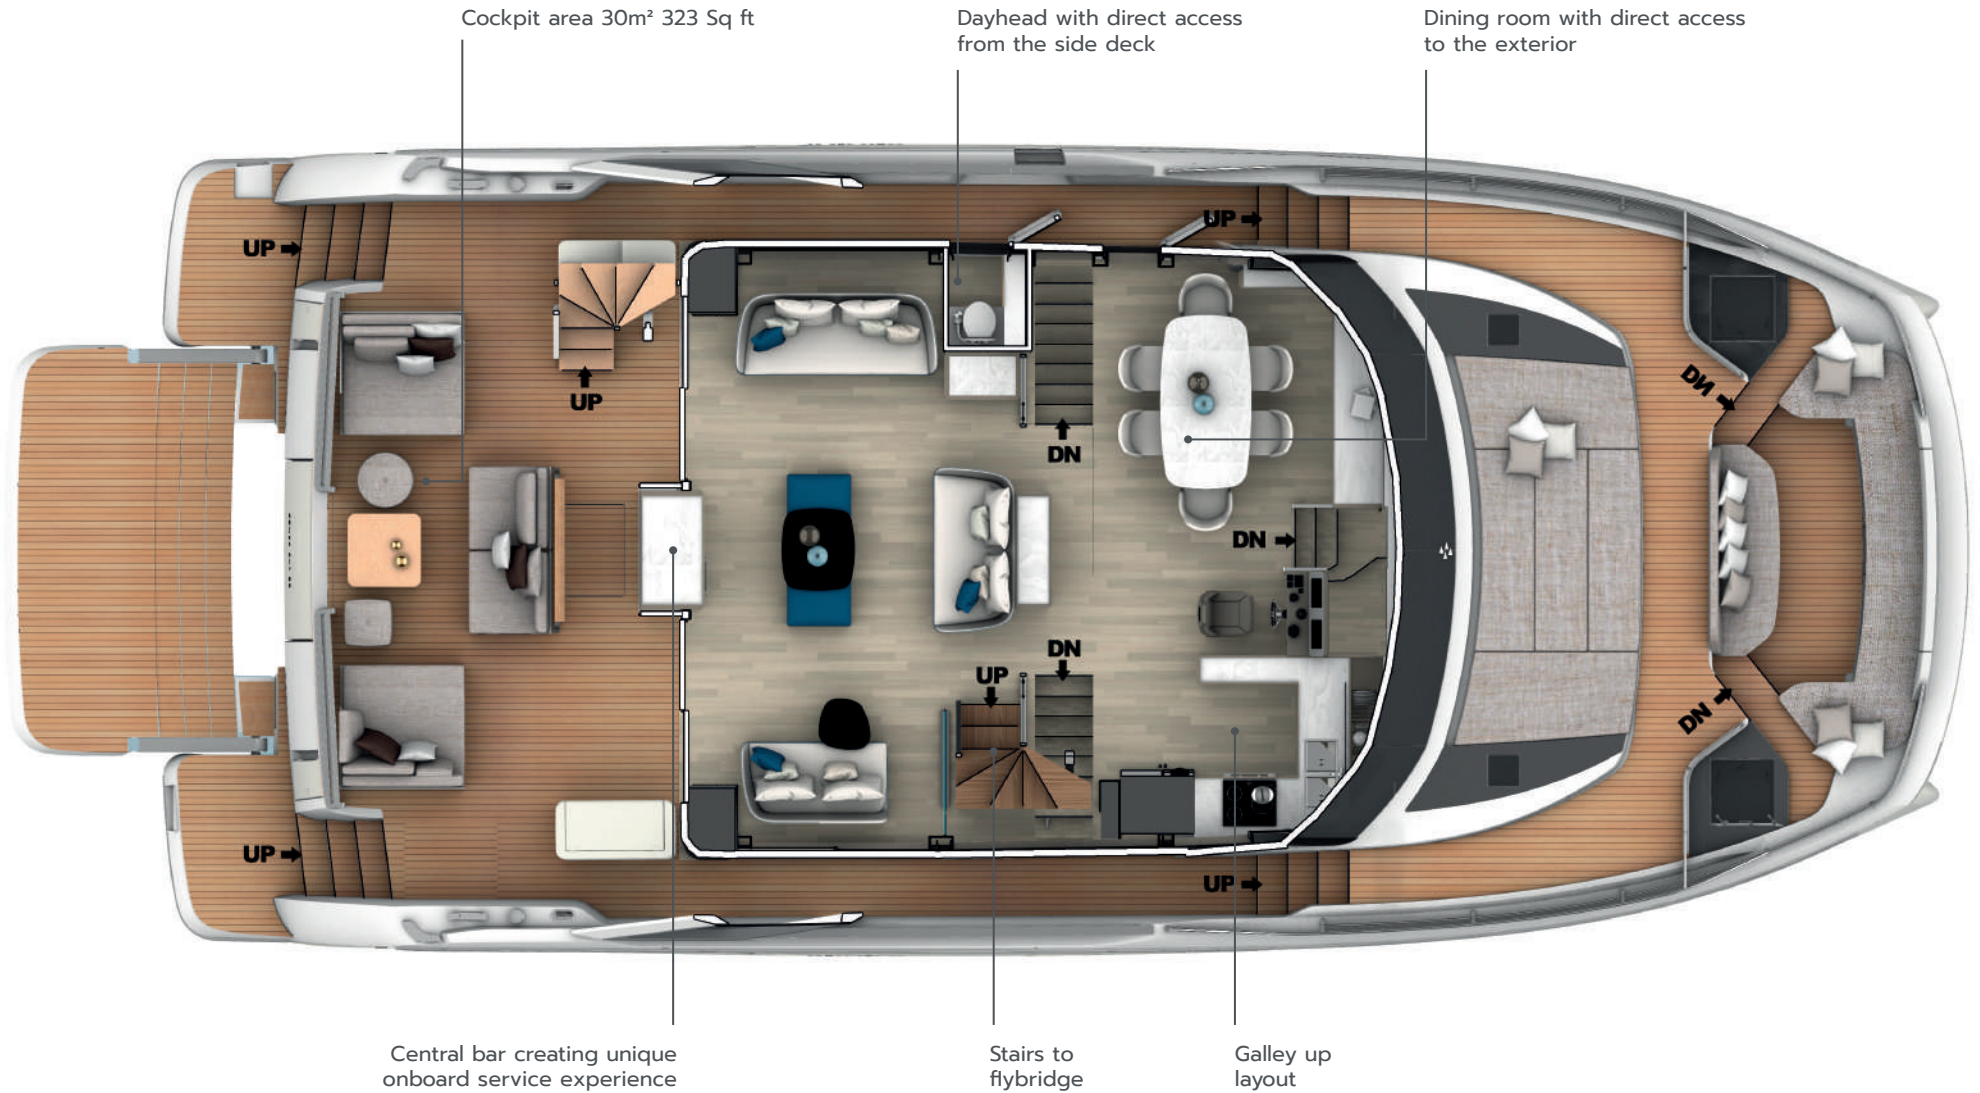 Cockpit area 30m² 323 Sq ft
Dayhead with direct access
from the side deck
Dining room with direct access
to the exterior
UP
UP
UP
DN
DN
DN
DN
UP
DN
UP
UP
DN
Central bar creating unique
onboard service experience
Stairs to
flybridge
Galley up
layout